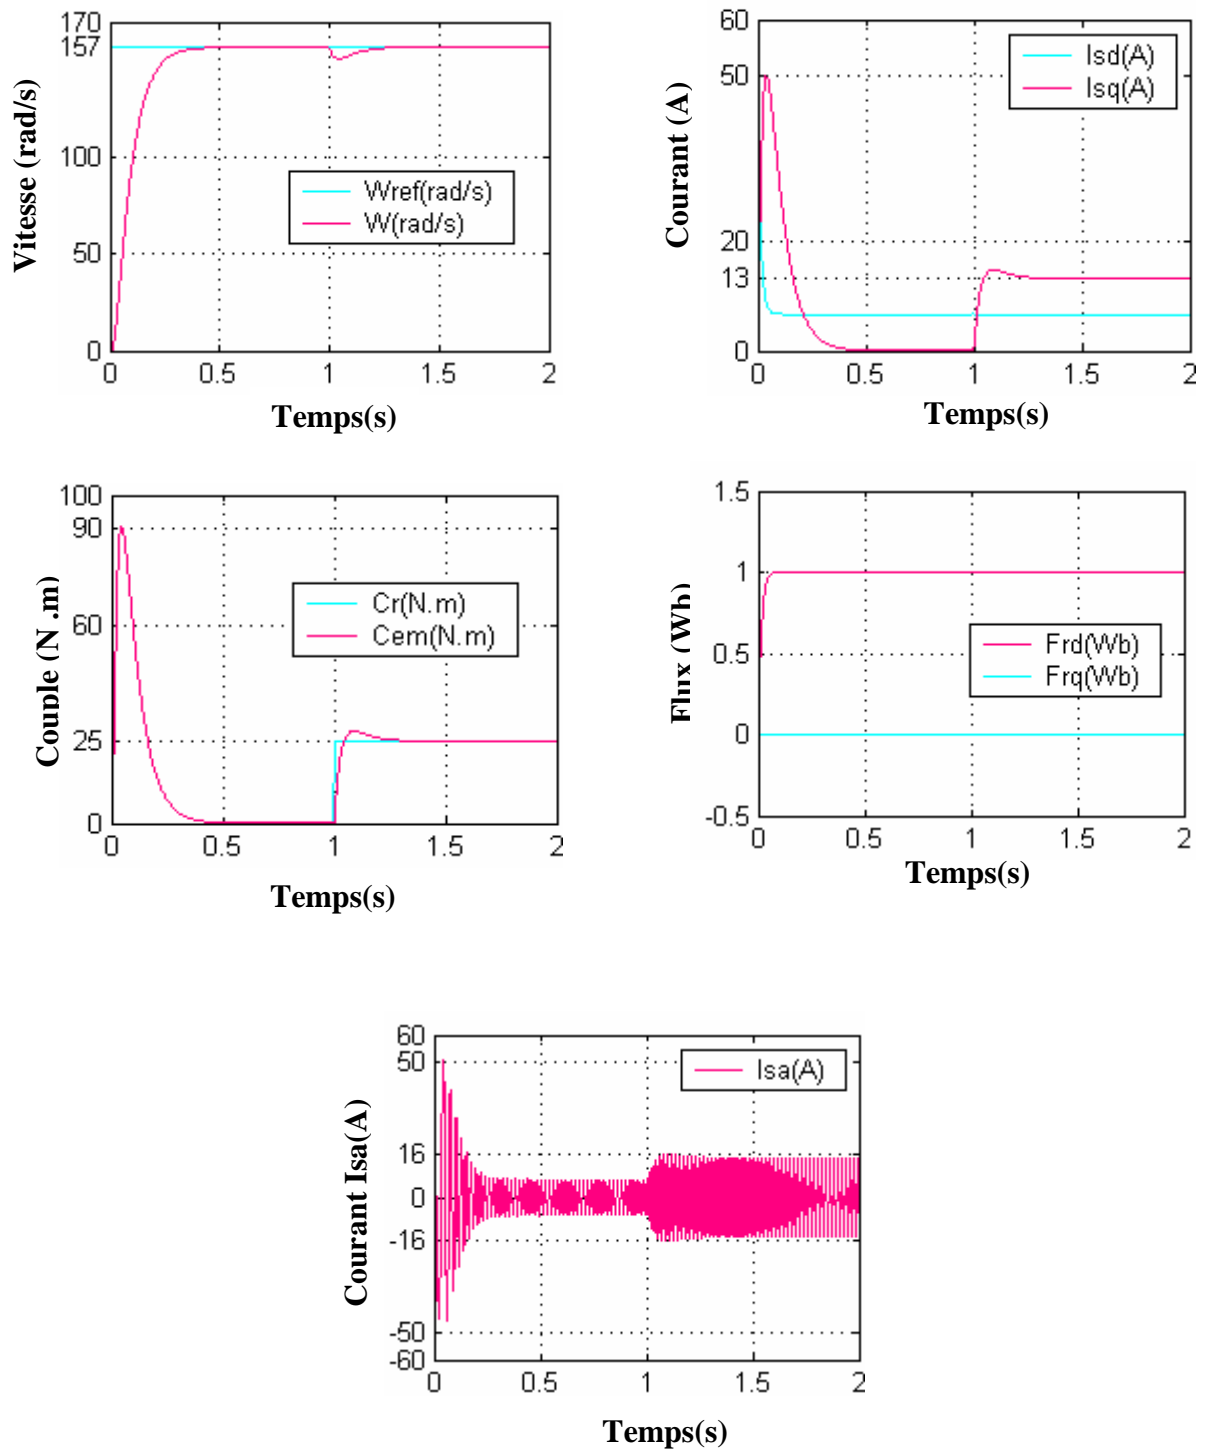 170
157
100
50
0
0
0.5
1
1.5
2
Vitesse (rad/s)
Temps(s)
Wref(rad/s)
W(rad/s)
60
50
20
13
0
0
0.5
1
1.5
2
Courant (A)
Temps(s)
Isd(A)
Isq(A)
100
90
60
25
0
0
0.5
1
1.5
2
Couple (N .m)
Temps(s)
Cr(N.m)
Cem(N.m)
1.5
1
0.5
0
-0.5
0
0.5
1
1.5
2
Flux (Wb)
Temps(s)
Frd(Wb)
Frq(Wb)
60
50
16
0
-16
-50
-60
0
0.5
1
1.5
2
Courant Isa(A)
Temps(s)
Isa(A)